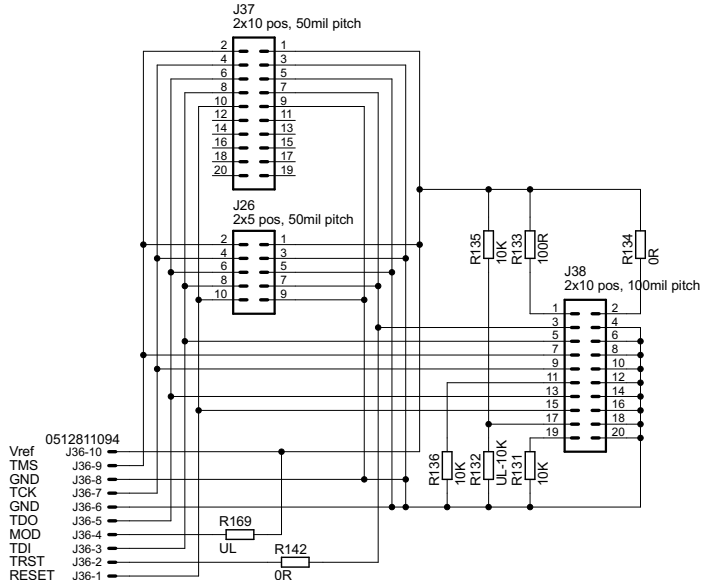 J37
2x10 pos, 50mil pitch
2 1
4 3
6 5
8 7
10 9
12 11
14 13
16 15
18 17
20 19
J26
2x5 pos, 50mil pitch
2 1
4 3
6 5
8 7
10 9
R135
10K
R133
100R
R134
0R
J38
2x10 pos, 100mil pitch
1 2
3 4
5 6
7 8
9 10
11 12
13 14
15 16
17 18
19 20
R136
10K
R132
UL-10K
R131
10K
0512811094
Vref J36-10
TMS J36-9
GND J36-8
TCK J36-7
GND J36-6
TDO J36-5
MOD J36-4
TDI J36-3
TRST J36-2
RESET J36-1
R169
UL
R142
0R